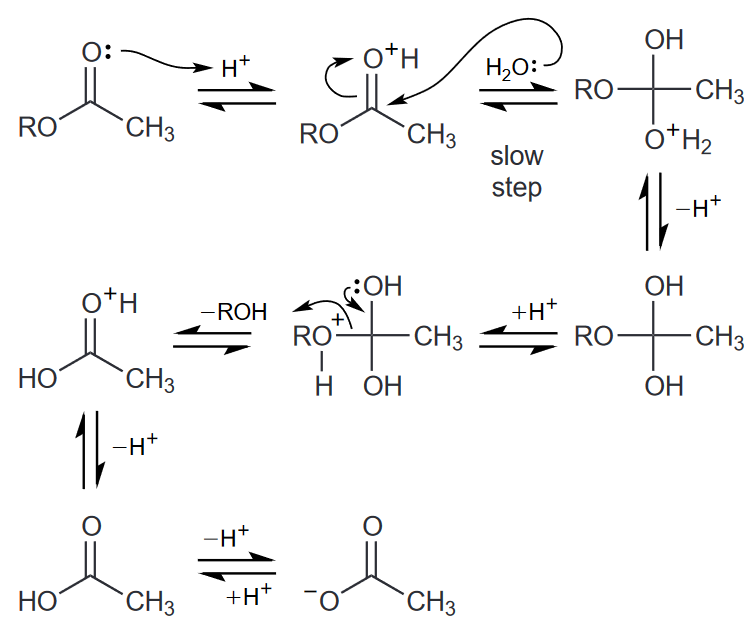 O: H⁺
RO CH₃
O⁺H
RO CH₃
H₂O:
slow
step
OH
RO CH₃
O⁺H₂
−H⁺
OH
RO CH₃
OH
+H⁺
:OH
RO⁺ CH₃
H OH
−ROH
O⁺H
HO CH₃
−H⁺
O
HO CH₃
−H⁺
+H⁺
O
⁻O CH₃